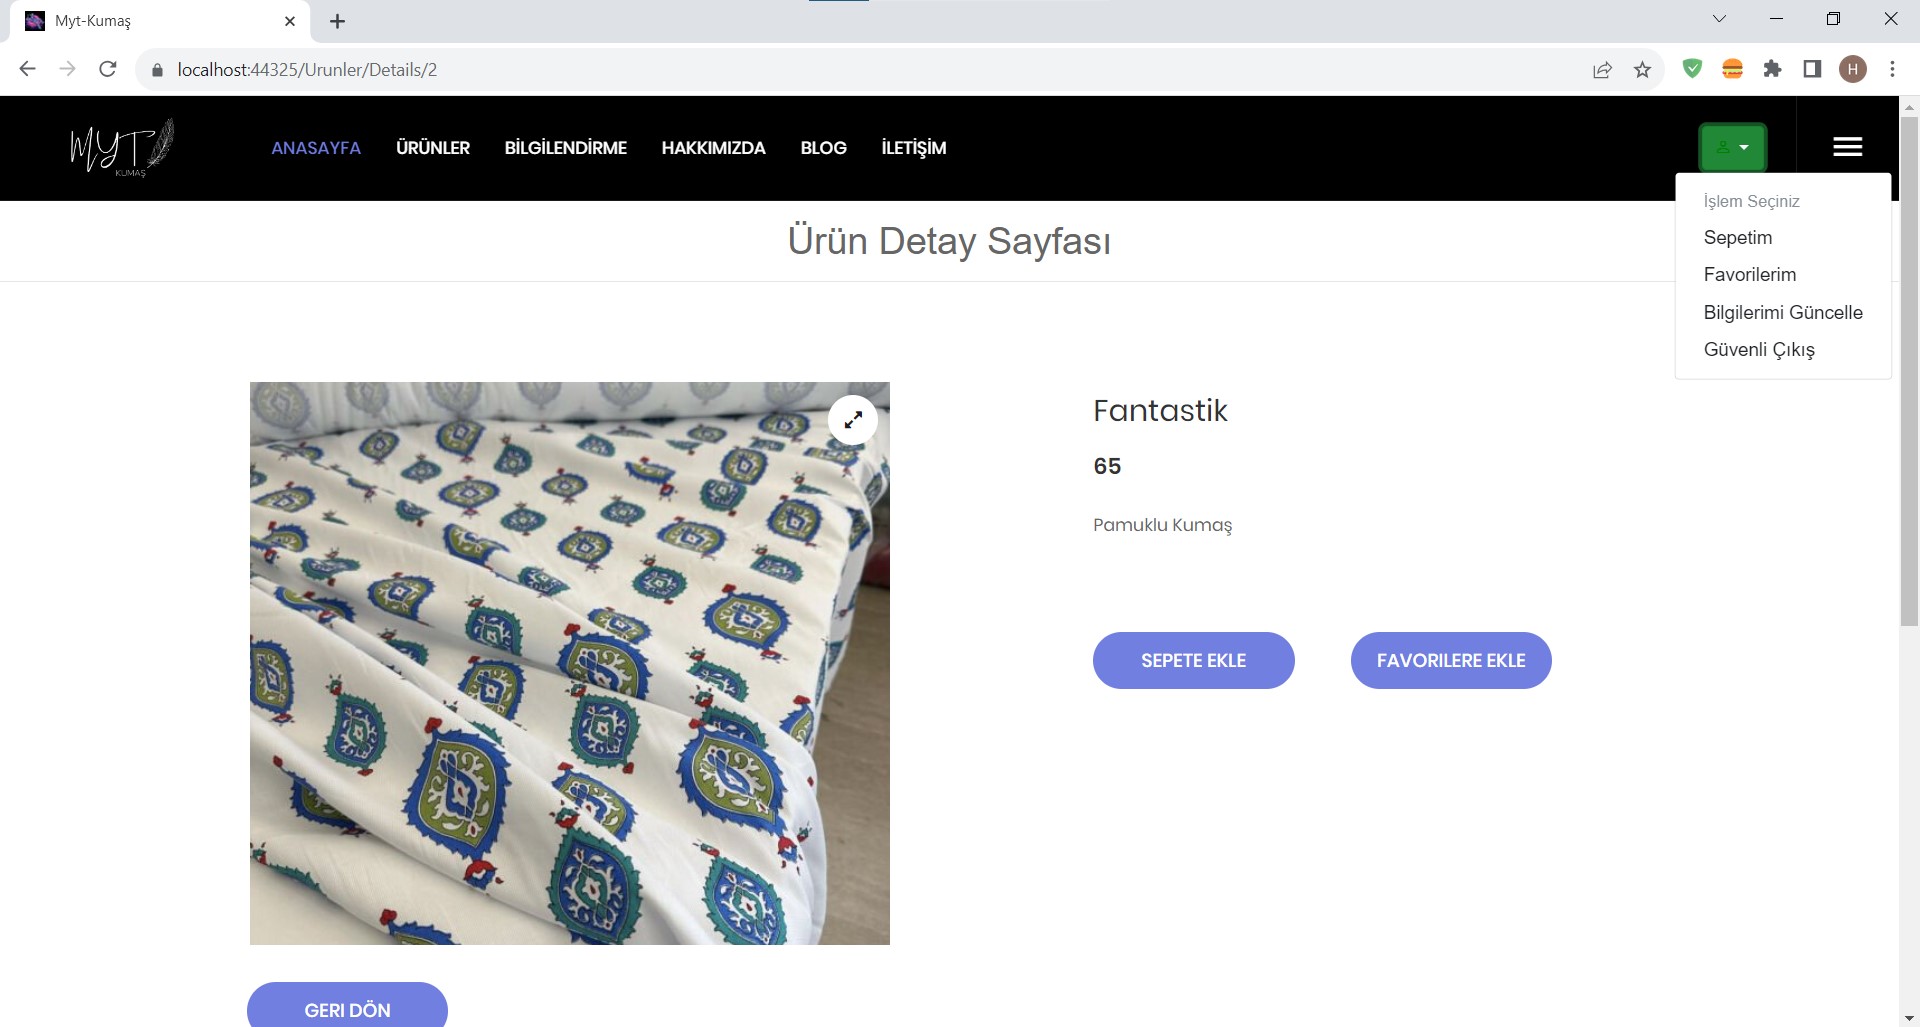 Myt-Kumaş
localhost:44325/Urunler/Details/2
H
MYT
KUMAŞ
ANASAYFA
ÜRÜNLER
BİLGİLENDİRME
HAKKIMIZDA
BLOG
İLETİŞİM
İşlem Seçiniz
Sepetim
Favorilerim
Bilgilerimi Güncelle
Güvenli Çıkış
Ürün Detay Sayfası
Fantastik
65
Pamuklu Kumaş
SEPETE EKLE
FAVORILERE EKLE
GERI DÖN